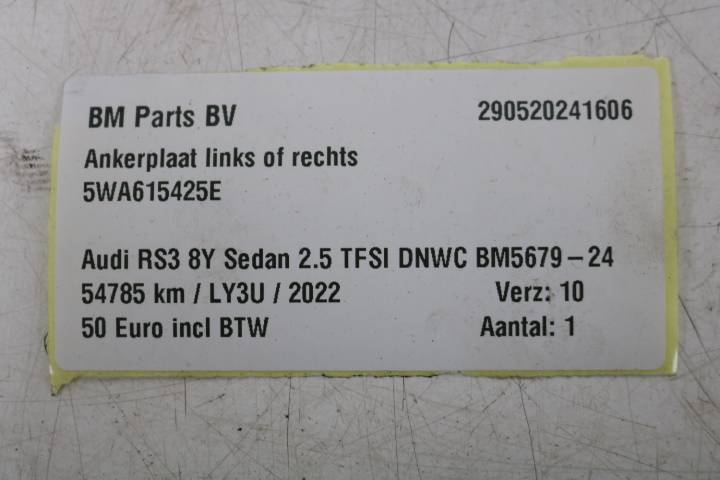 BM Parts BV 290520241606
Ankerplaat links of rechts
5WA615425E
Audi RS3 8Y Sedan 2.5 TFSI DNWC BM5679-24
54785 km / LY3U / 2022 Verz: 10
50 Euro incl BTW Aantal: 1